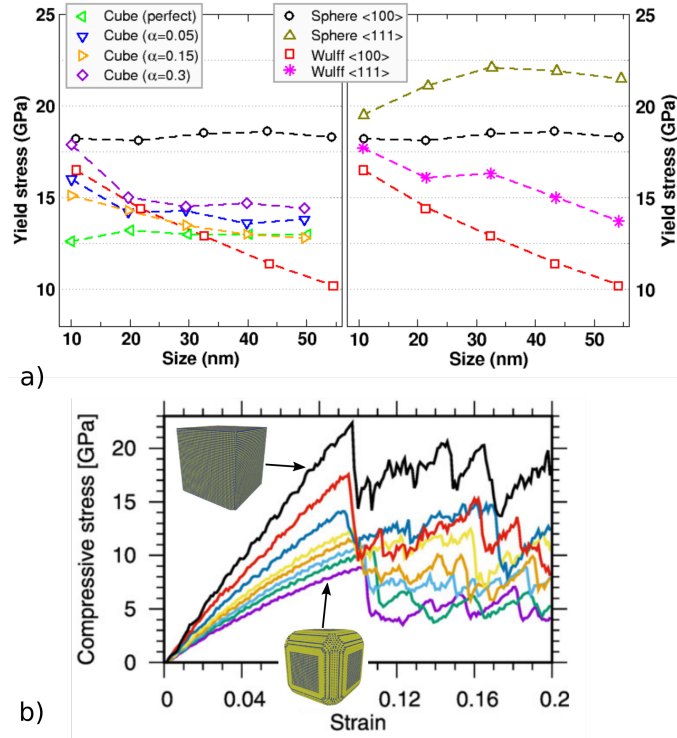 Cube (perfect)
Cube (α=0.05)
Cube (α=0.15)
Cube (α=0.3)
Sphere <100>
Sphere <111>
Wulff <100>
Wulff <111>
Yield stress (GPa)
25
20
15
10
10 20 30 40 50
Size (nm)
10 20 30 40 50
Size (nm)
25
20
15
10
Yield stress (GPa)
a)
Compressive stress [GPa]
20
15
10
5
0
0 0.04 0.12 0.16 0.2
Strain
b)